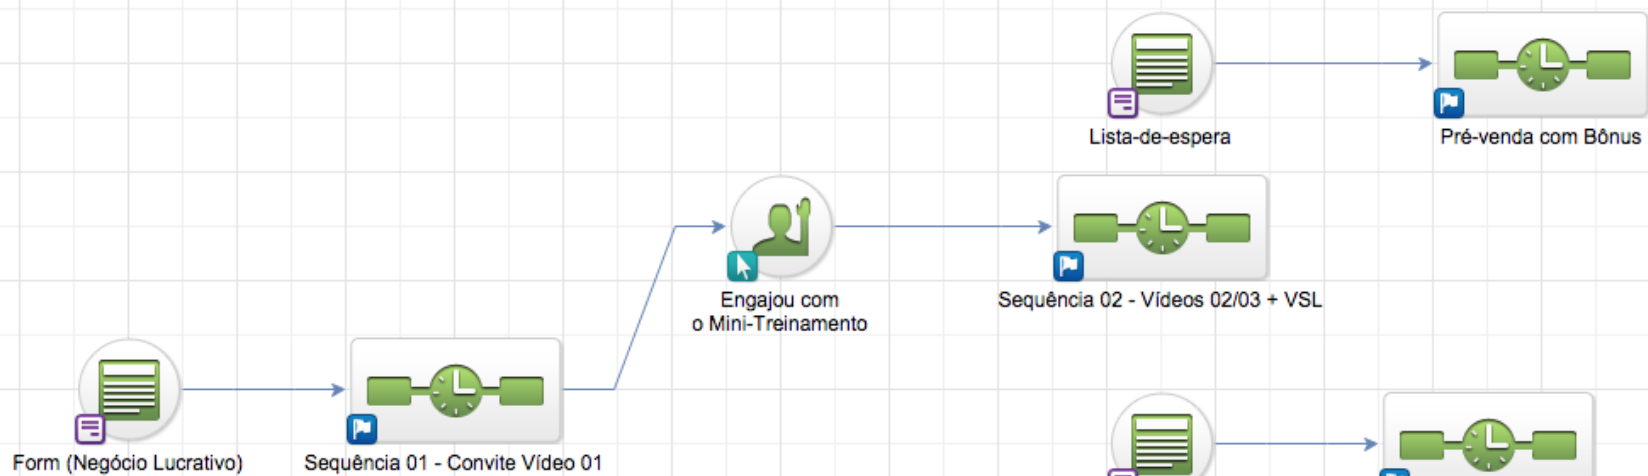 Lista-de-espera
Pré-venda com Bônus
Engajou com
o Mini-Treinamento
Sequência 02 - Vídeos 02/03 + VSL
Form (Negócio Lucrativo)
Sequência 01 - Convite Vídeo 01